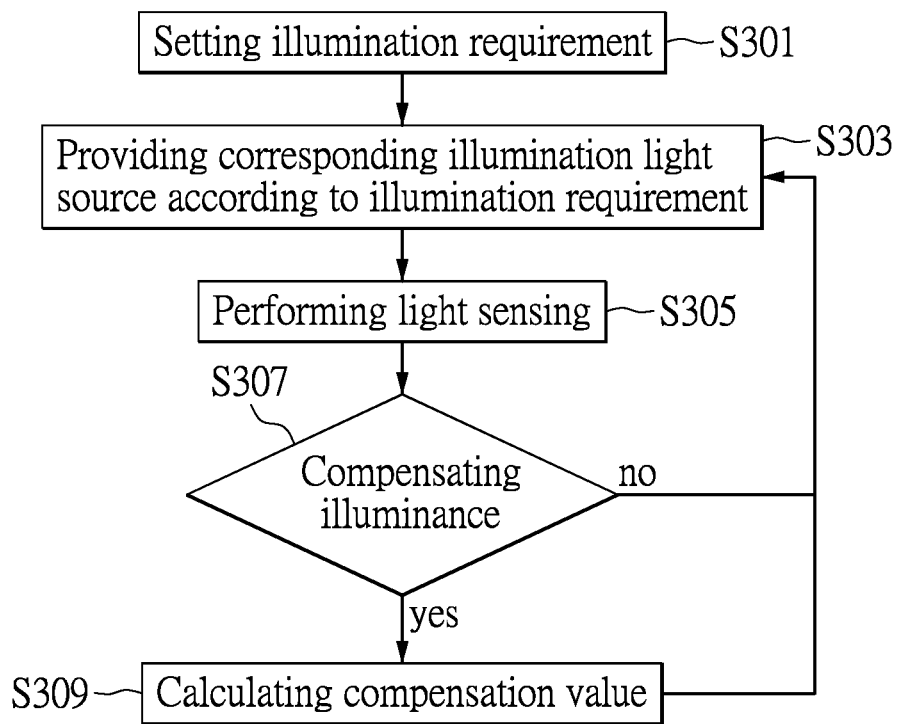 Setting illumination requirement
S301
Providing corresponding illumination light
source according to illumination requirement
S303
Performing light sensing
S305
S307
Compensating
illuminance
no
yes
S309
Calculating compensation value